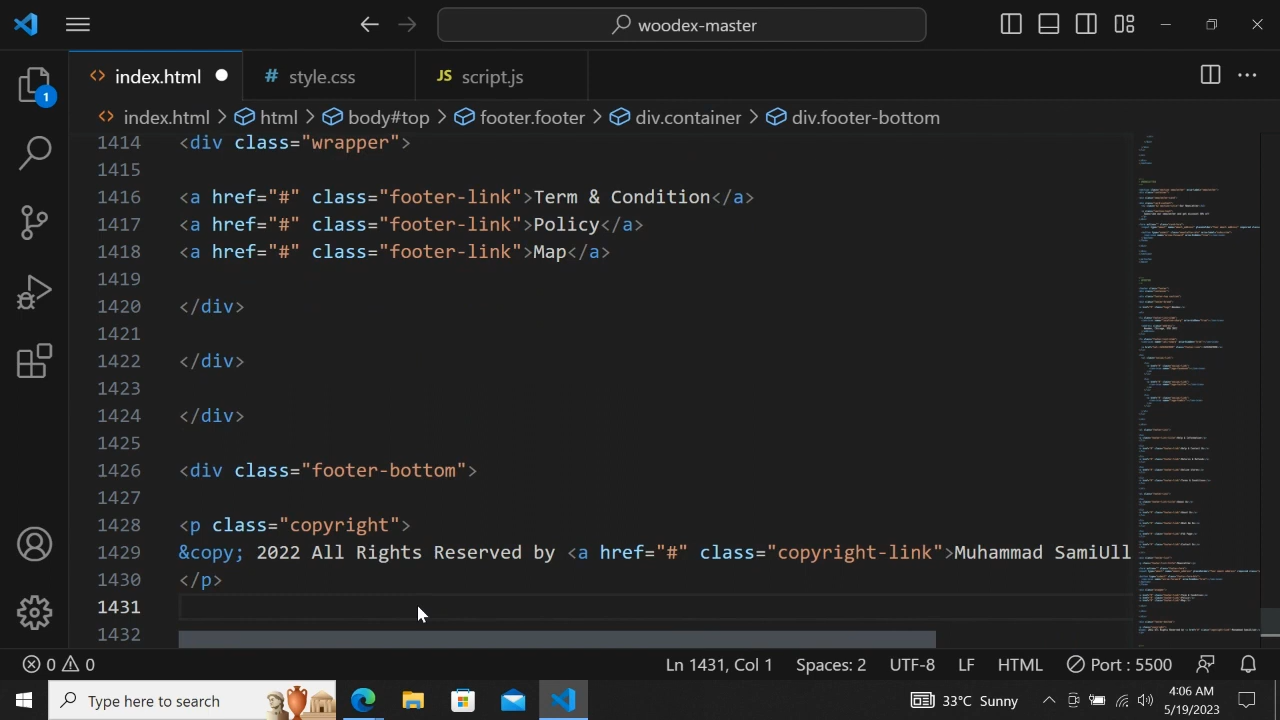 woodex-master
index.html
# style.css
JS script.js
index.html > html > body#top > footer.footer > div.container > div.footer-bottom
1414 <div class="wrapper">
1415
1416 <a href="#" class="footer-link">Term & Condition</a>
1417 <a href="#" class="footer-link">Policy</a>
1418 <a href="#" class="footer-link">Map</a>
1419
1420 </div>
1421
1422 </div>
1423
1424 </div>
1425
1426 <div class="footer-bottom">
1427
1428 <p class="copyright">
1429 &copy; 2022 All Rights Reserved by <a href="#" class="copyright-link">Muhammad SamiUll
1430 </p>
1431
1432
1
0 0
Ln 1431, Col 1
Spaces: 2
UTF-8
LF
HTML
Port : 5500
Type here to search
33°C Sunny
4:06 AM
5/19/2023